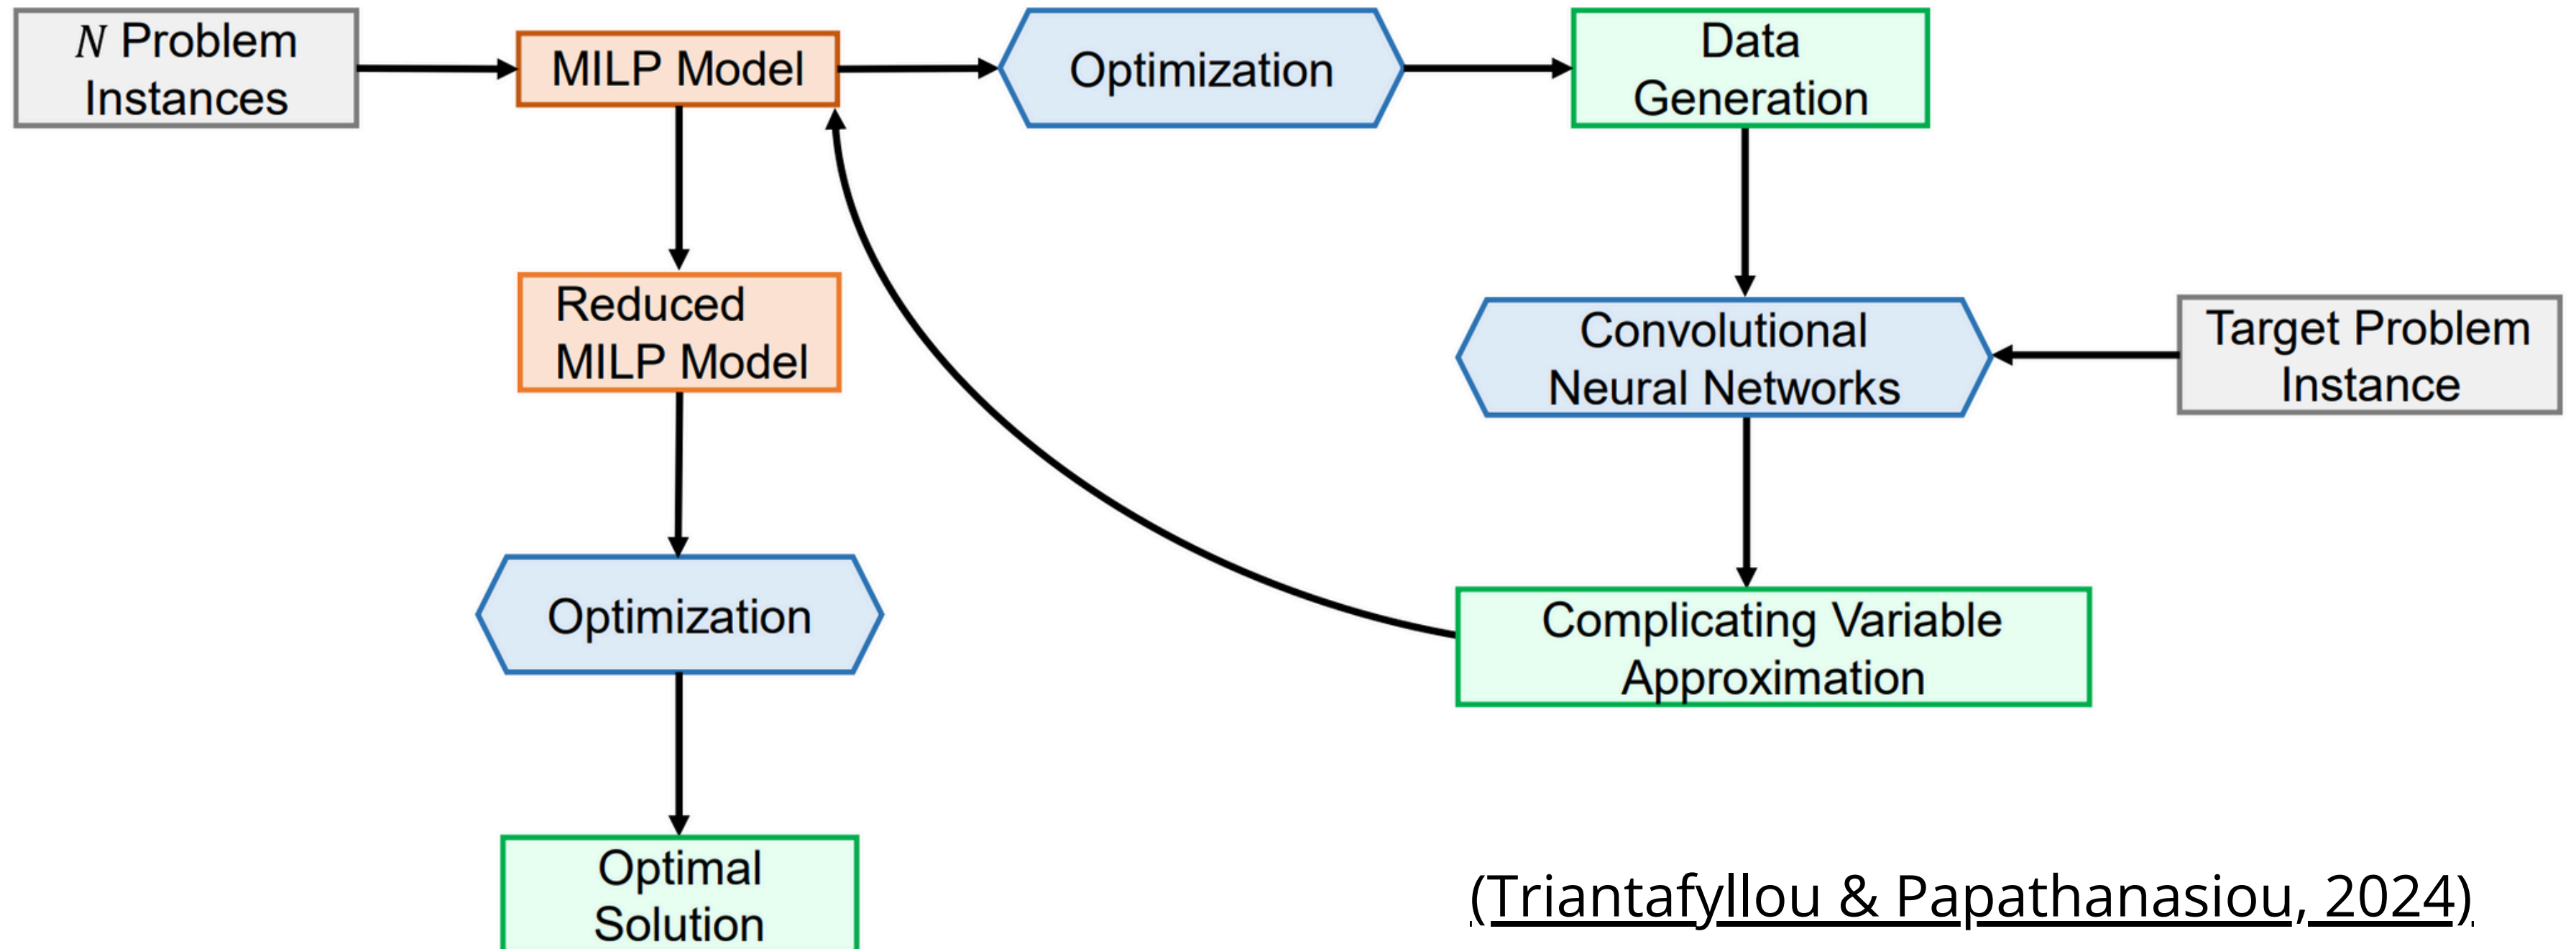 N Problem
Instances
MILP Model
Optimization
Data
Generation
Reduced
MILP Model
Convolutional
Neural Networks
Target Problem
Instance
Optimization
Complicating Variable
Approximation
Optimal
Solution
(Triantafyllou & Papathanasiou, 2024)